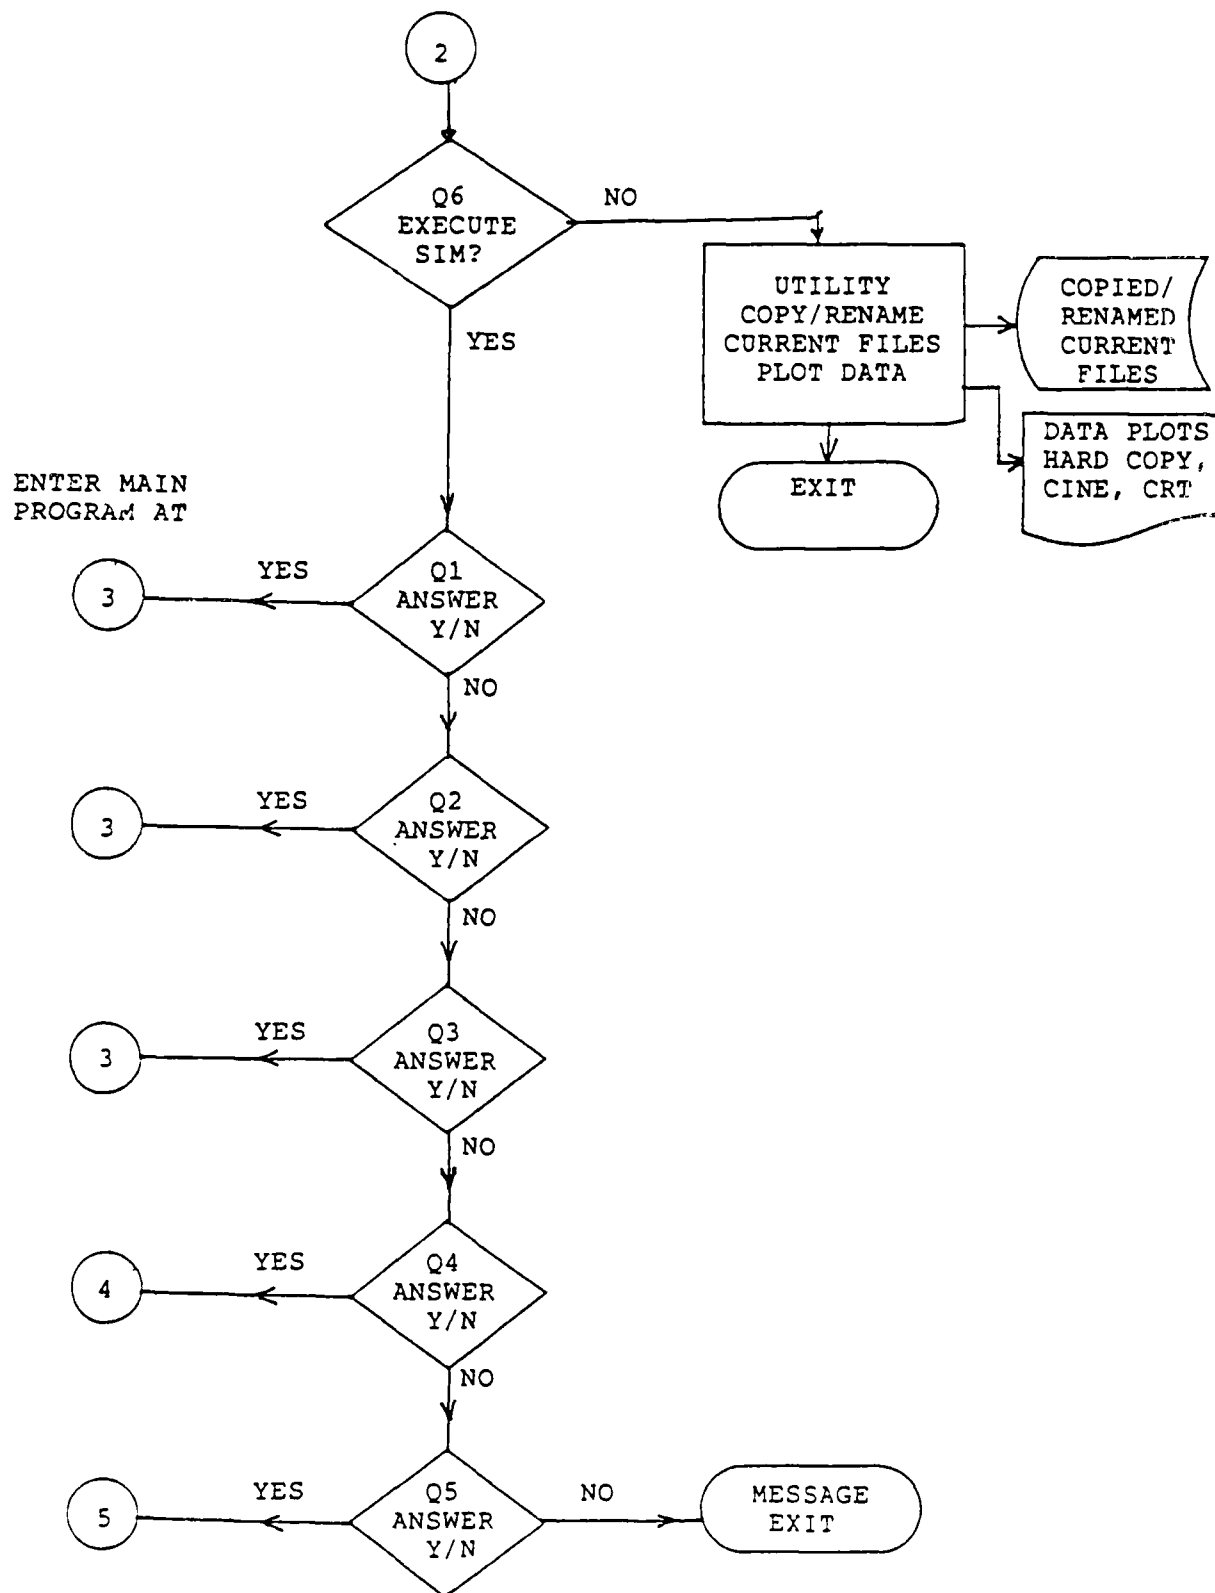 2
Q6
EXECUTE
SIM?
NO
YES
UTILITY
COPY/RENAME
CURRENT FILES
PLOT DATA
COPIED/
RENAMED
CURRENT
FILES
DATA PLOTS
HARD COPY,
CINE, CRT
EXIT
ENTER MAIN
PROGRAM AT
3
YES
Q1
ANSWER
Y/N
NO
3
YES
Q2
ANSWER
Y/N
NO
3
YES
Q3
ANSWER
Y/N
NO
4
YES
Q4
ANSWER
Y/N
NO
5
YES
Q5
ANSWER
Y/N
NO
MESSAGE
EXIT